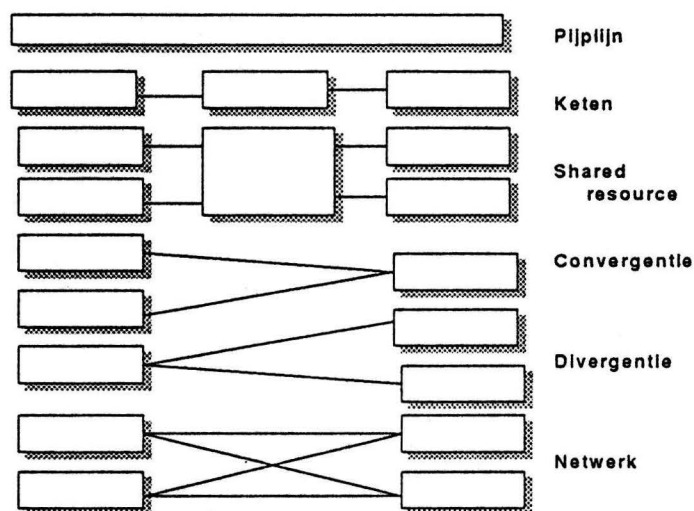 Pijplijn
Keten
Shared
resource
Convergentie
Divergentie
Netwerk